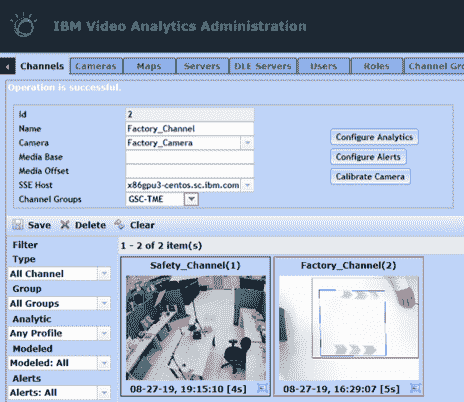 IBM Video Analytics Administration
Channels Cameras Maps Servers DLE Servers Users Roles Channel Gro
Operation is successful.
Id 2
Name Factory_Channel
Camera Factory_Camera
Media Base
Media Offset
SSE Host x86gpu3-centos.sc.ibm.com
Channel Groups GSC-TME
Configure Analytics
Configure Alerts
Calibrate Camera
Save Delete Clear
Filter
Type
All Channel
Group
All Groups
Analytic
Any Profile
Modeled
Modeled: All
Alerts
Alerts: All
1 - 2 of 2 item(s)
Safety_Channel(1) Factory_Channel(2)
08-27-19, 19:15:10 [4s] 08-27-19, 16:29:07 [5s]